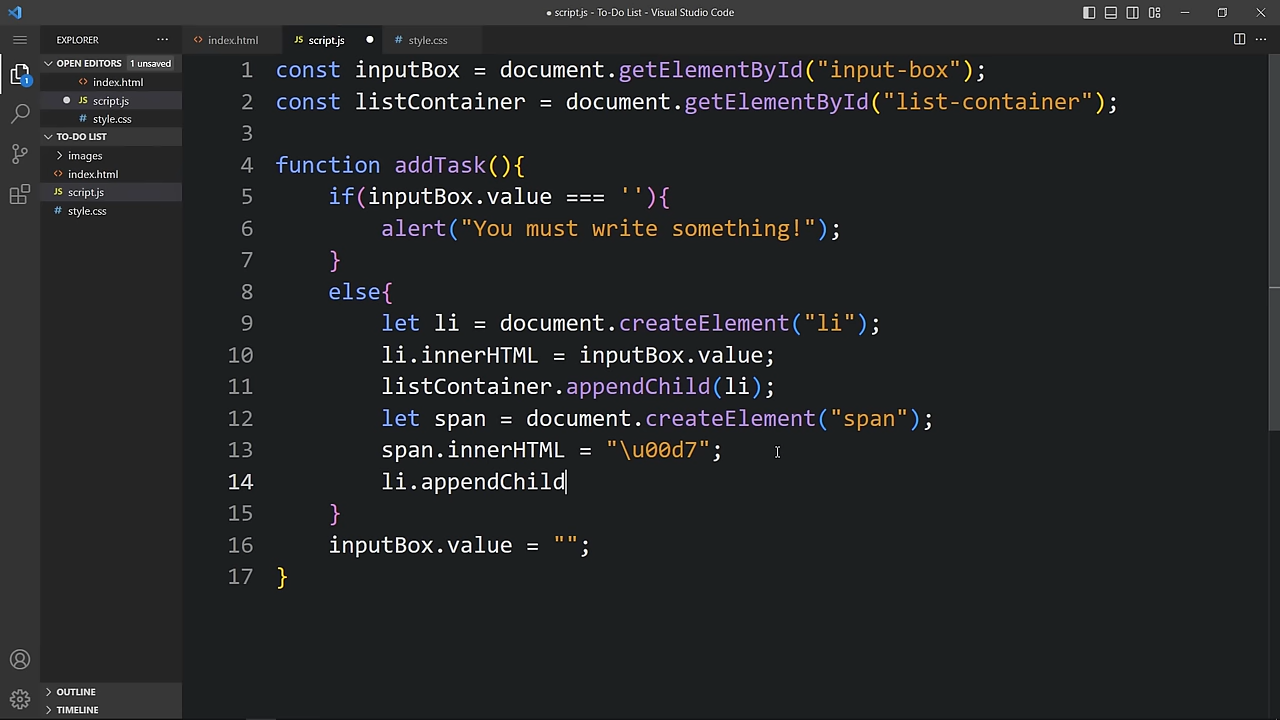 ● script.js - To-Do List - Visual Studio Code
EXPLORER
index.html
JS script.js
# style.css
OPEN EDITORS 1 unsaved
<> index.html
JS script.js
# style.css
TO-DO LIST
images
<> index.html
JS script.js
# style.css
1
OUTLINE
TIMELINE
1 const inputBox = document.getElementById("input-box");
2 const listContainer = document.getElementById("list-container");
3
4 function addTask(){
5 if(inputBox.value === ''){
6 alert("You must write something!");
7 }
8 else{
9 let li = document.createElement("li");
10 li.innerHTML = inputBox.value;
11 listContainer.appendChild(li);
12 let span = document.createElement("span");
13 span.innerHTML = "\u00d7";
14 li.appendChild
15 }
16 inputBox.value = "";
17 }